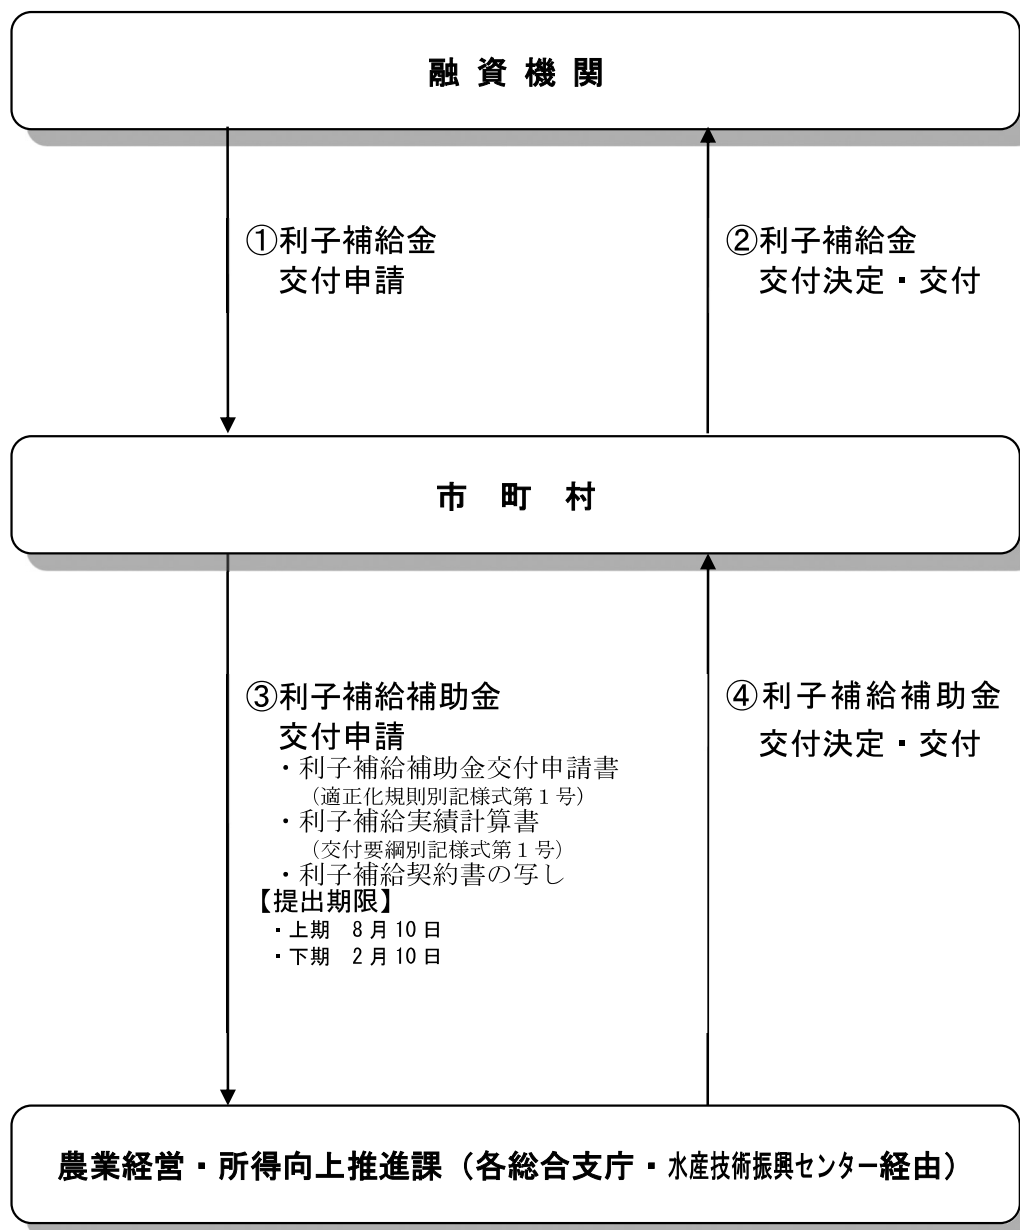 融資機関
①利子補給金
交付申請
②利子補給金
交付決定・交付
市　町　村
③利子補給補助金
交付申請
・利子補給補助金交付申請書
（適正化規則別記様式第１号）
・利子補給実績計算書
（交付要綱別記様式第１号）
・利子補給契約書の写し
【提出期限】
・上期　8月10日
・下期　2月10日
④利子補給補助金
交付決定・交付
農業経営・所得向上推進課（各総合支庁・水産技術振興センター経由）